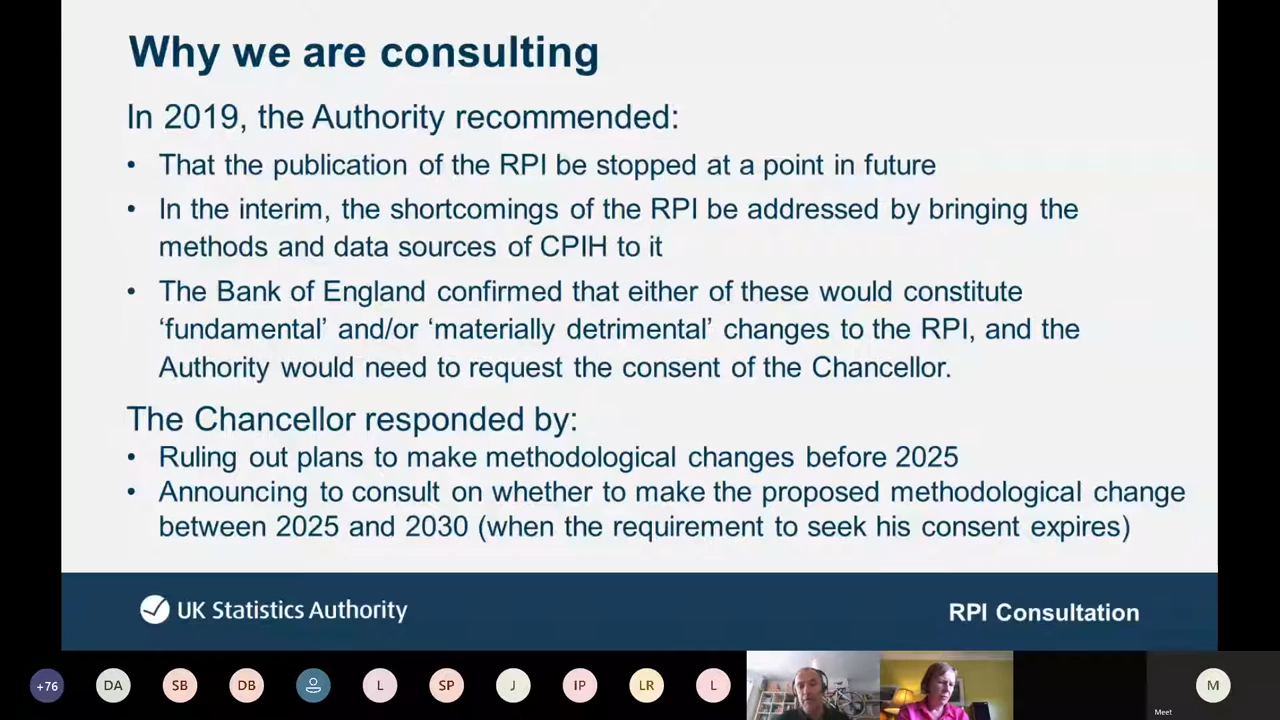 Why we are consulting
In 2019, the Authority recommended:
• That the publication of the RPI be stopped at a point in future
• In the interim, the shortcomings of the RPI be addressed by bringing the
methods and data sources of CPIH to it
• The Bank of England confirmed that either of these would constitute
‘fundamental’ and/or ‘materially detrimental’ changes to the RPI, and the
Authority would need to request the consent of the Chancellor.
The Chancellor responded by:
• Ruling out plans to make methodological changes before 2025
• Announcing to consult on whether to make the proposed methodological change
between 2025 and 2030 (when the requirement to seek his consent expires)
UK Statistics Authority
RPI Consultation
+76 DA SB DB L SP J IP LR L M
Meet